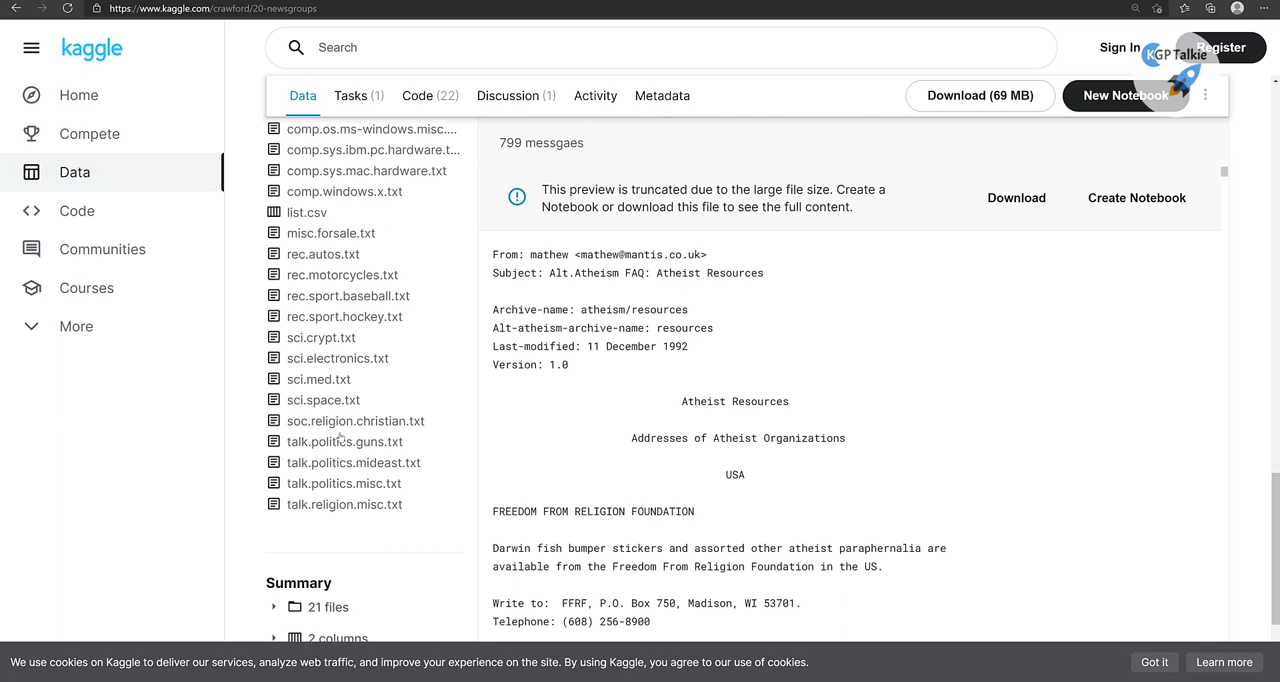 https://www.kaggle.com/crawford/20-newsgroups
kaggle
Search
Sign In
Register
KGPTalkie
Home
Compete
Data
Code
Communities
Courses
More
Data
Tasks (1)
Code (22)
Discussion (1)
Activity
Metadata
Download (69 MB)
New Notebook
comp.os.ms-windows.misc....
comp.sys.ibm.pc.hardware.t...
comp.sys.mac.hardware.txt
comp.windows.x.txt
list.csv
misc.forsale.txt
rec.autos.txt
rec.motorcycles.txt
rec.sport.baseball.txt
rec.sport.hockey.txt
sci.crypt.txt
sci.electronics.txt
sci.med.txt
sci.space.txt
soc.religion.christian.txt
talk.politics.guns.txt
talk.politics.mideast.txt
talk.politics.misc.txt
talk.religion.misc.txt
Summary
21 files
2 columns
799 messgaes
This preview is truncated due to the large file size. Create a
Notebook or download this file to see the full content.
Download
Create Notebook
From: mathew <mathew@mantis.co.uk>
Subject: Alt.Atheism FAQ: Atheist Resources
Archive-name: atheism/resources
Alt-atheism-archive-name: resources
Last-modified: 11 December 1992
Version: 1.0
Atheist Resources
Addresses of Atheist Organizations
USA
FREEDOM FROM RELIGION FOUNDATION
Darwin fish bumper stickers and assorted other atheist paraphernalia are
available from the Freedom From Religion Foundation in the US.
Write to:  FFRF, P.O. Box 750, Madison, WI 53701.
Telephone: (608) 256-8900
We use cookies on Kaggle to deliver our services, analyze web traffic, and improve your experience on the site. By using Kaggle, you agree to our use of cookies.
Got it
Learn more